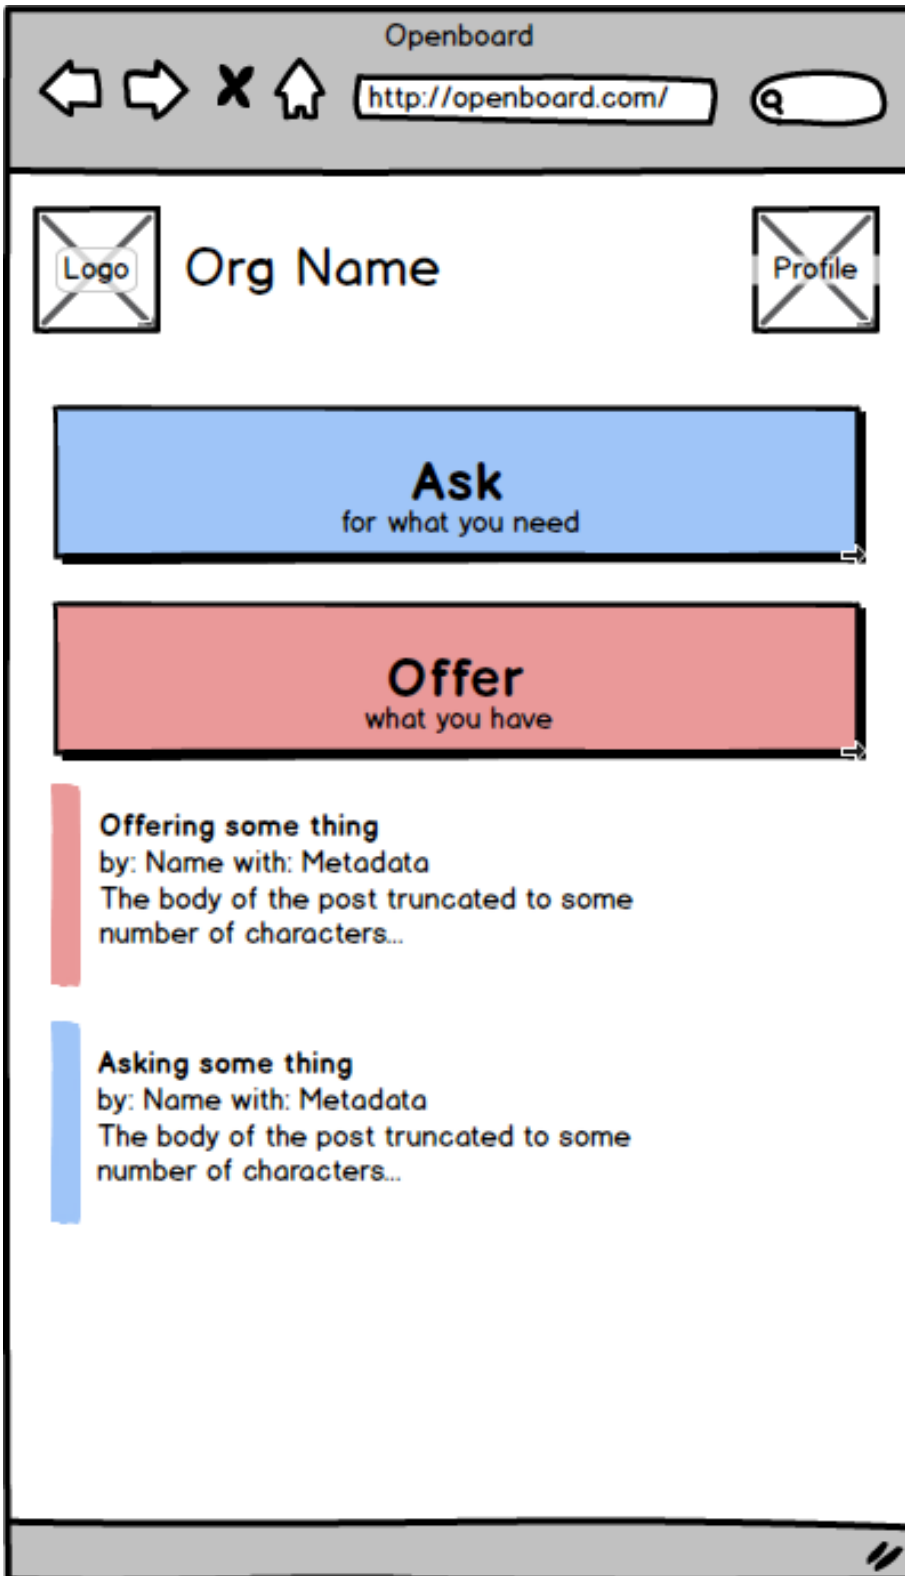 Openboard
http://openboard.com/
Logo
Org Name
Profile
Ask
for what you need
Offer
what you have
Offering some thing
by: Name with: Metadata
The body of the post truncated to some
number of characters...
Asking some thing
by: Name with: Metadata
The body of the post truncated to some
number of characters...